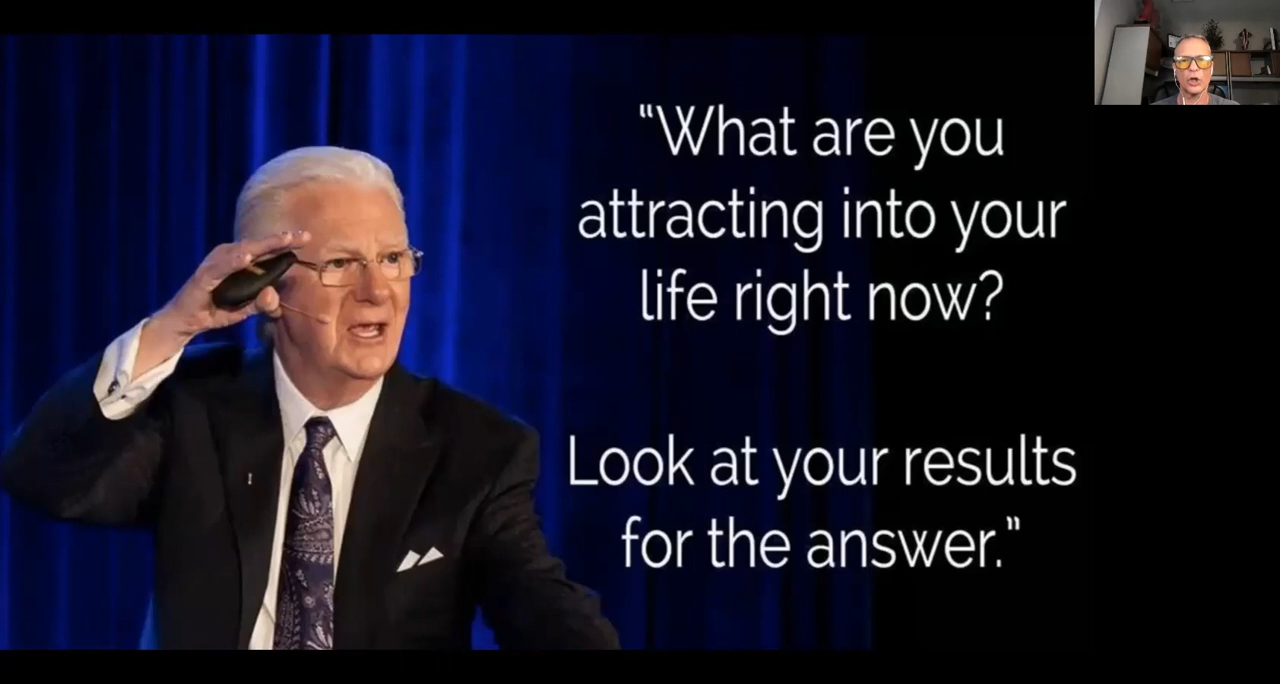 “What are you
attracting into your
life right now?
Look at your results
for the answer.”